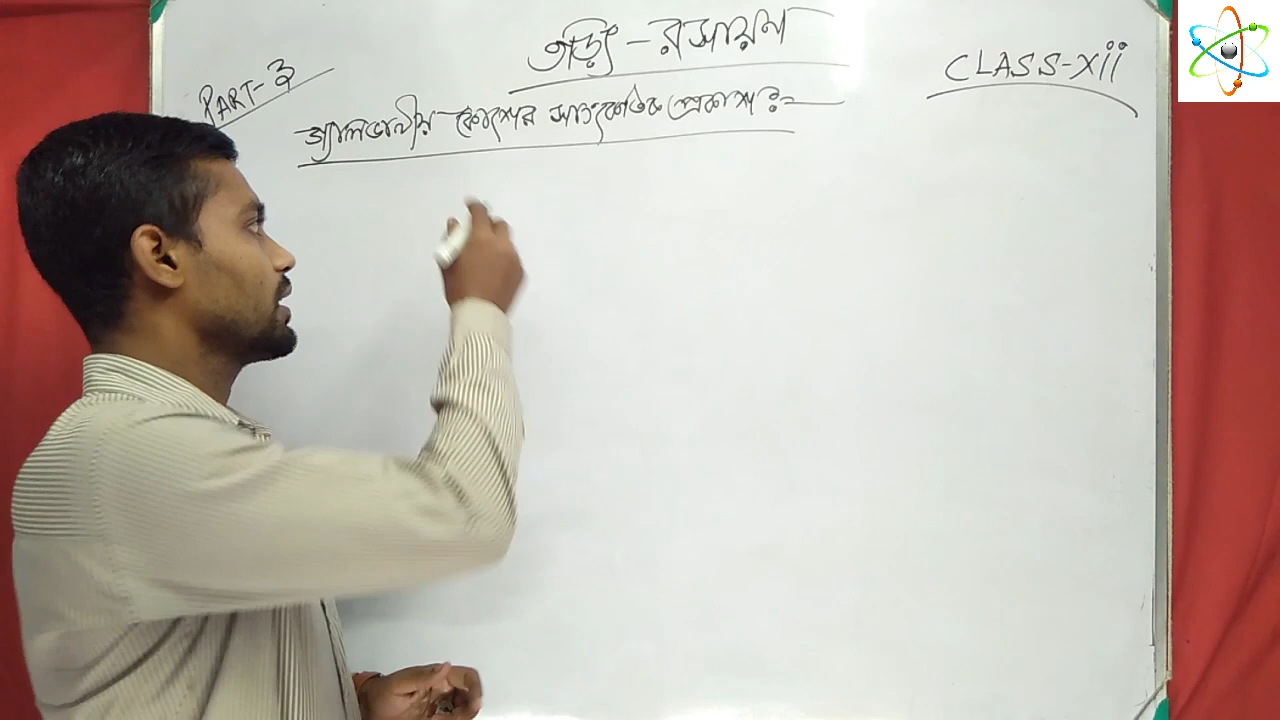 তড়িৎ - রসায়ন
CLASS-Xii
PART-3
গ্যালভানীয় কোশের সাংকেতিক প্রকাশ :-